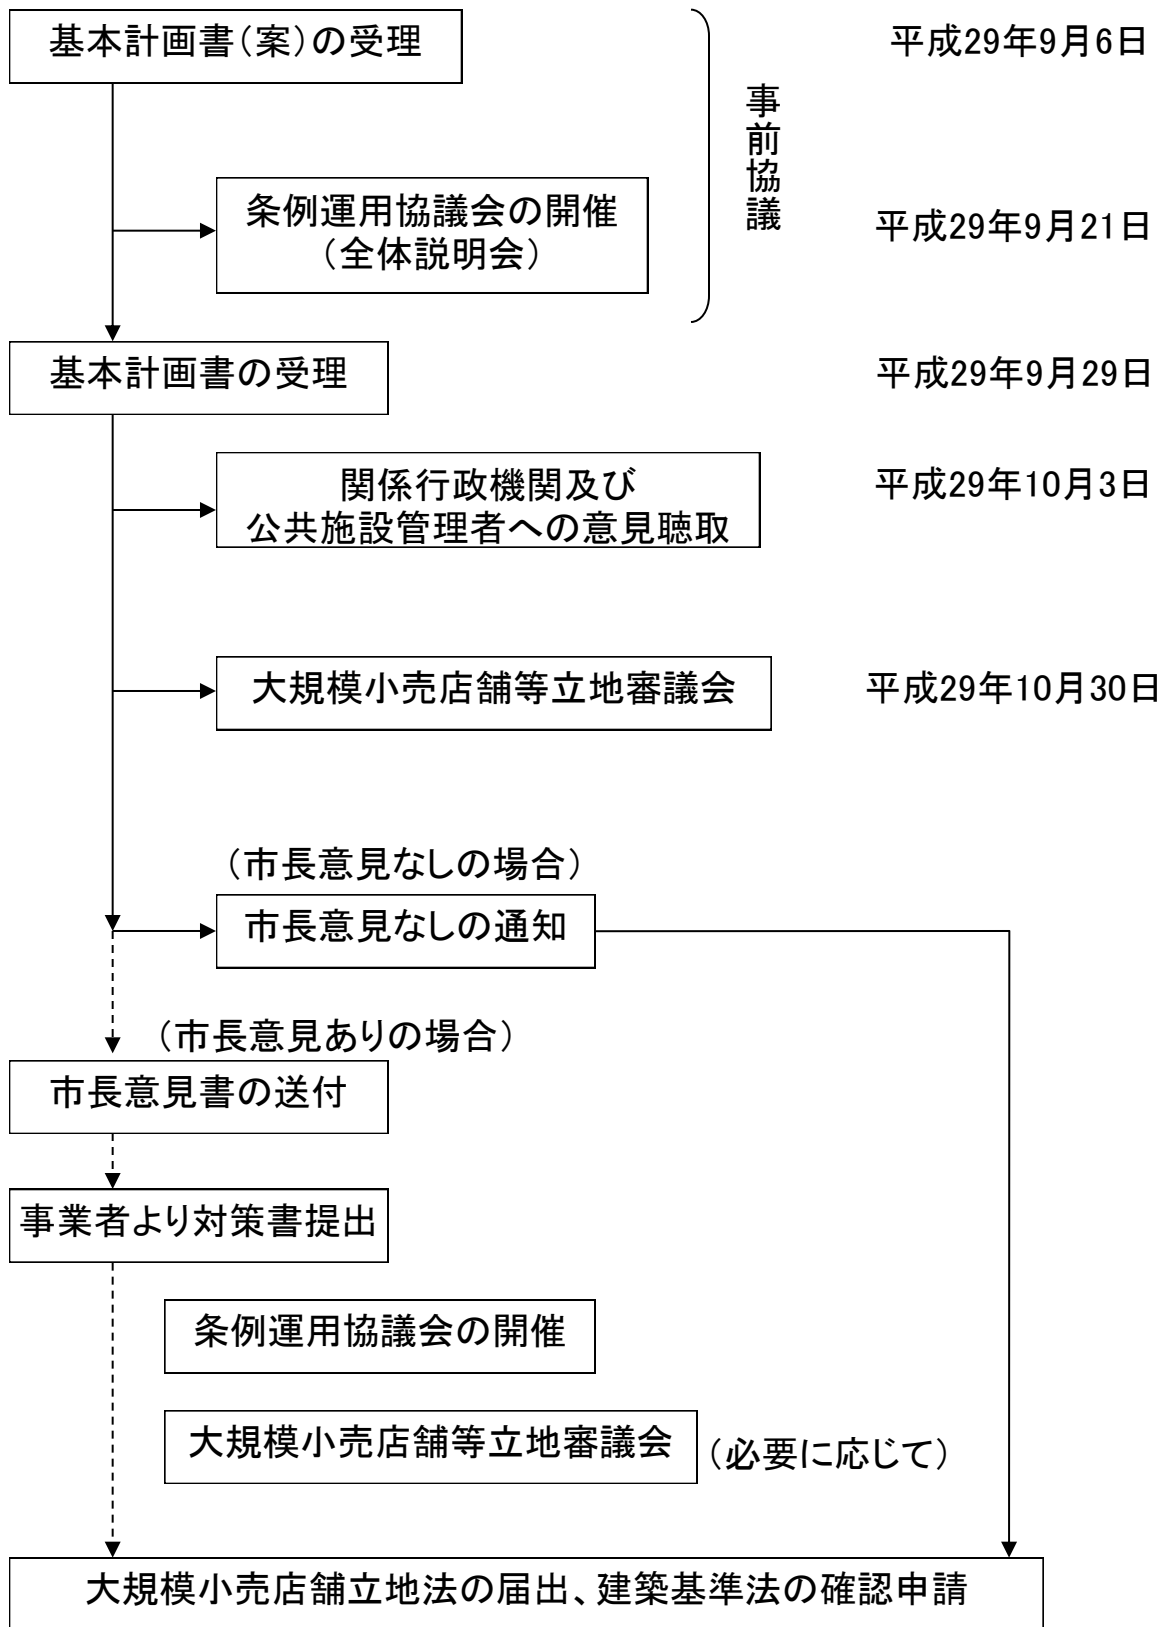 基本計画書(案)の受理
平成29年9月6日
事前協議
条例運用協議会の開催
(全体説明会)
平成29年9月21日
基本計画書の受理
平成29年9月29日
関係行政機関及び
公共施設管理者への意見聴取
平成29年10月3日
大規模小売店舗等立地審議会
平成29年10月30日
(市長意見なしの場合)
市長意見なしの通知
(市長意見ありの場合)
市長意見書の送付
事業者より対策書提出
条例運用協議会の開催
大規模小売店舗等立地審議会
(必要に応じて)
大規模小売店舗立地法の届出、建築基準法の確認申請